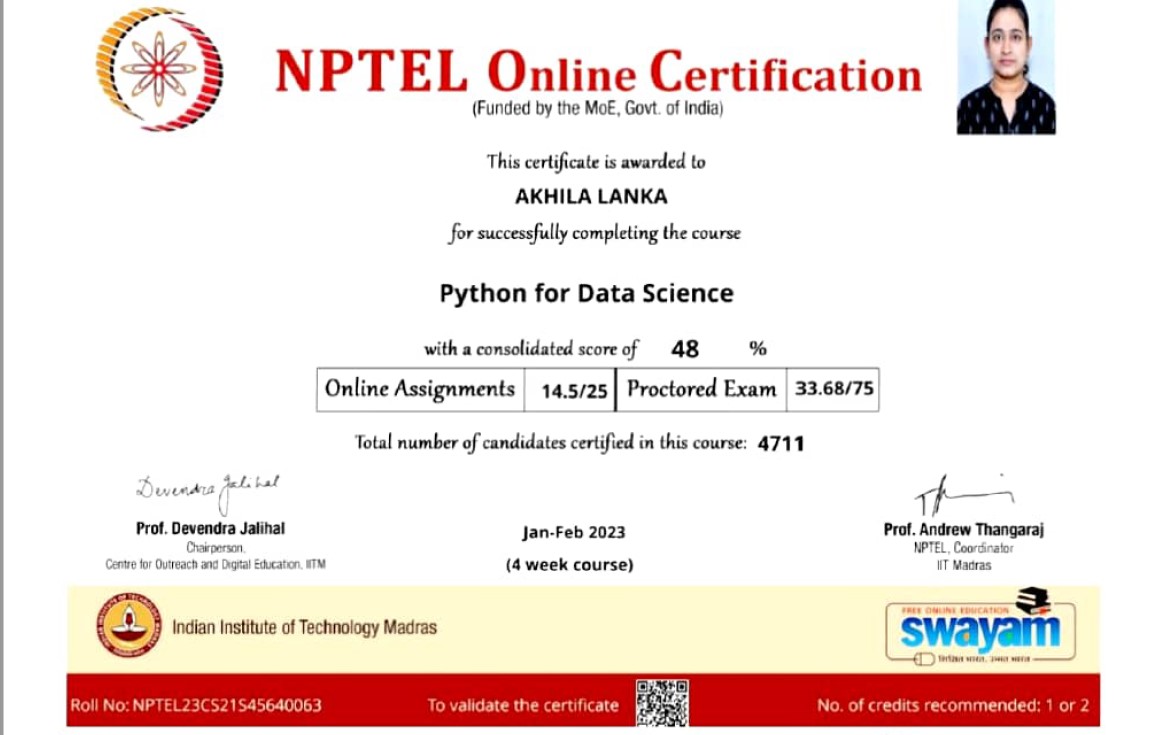 NPTEL Online Certification
(Funded by the MoE, Govt. of India)
This certificate is awarded to
AKHILA LANKA
for successfully completing the course
Python for Data Science
with a consolidated score of 48 %
Online Assignments 14.5/25 Proctored Exam 33.68/75
Total number of candidates certified in this course: 4711
Devendra Jalihal
Prof. Devendra Jalihal
Chairperson,
Centre for Outreach and Digital Education, IITM
Jan-Feb 2023
(4 week course)
Prof. Andrew Thangaraj
NPTEL, Coordinator
IIT Madras
Indian Institute of Technology Madras
FREE ONLINE EDUCATION
swayam
शिक्षित भारत, उन्नत भारत
Roll No: NPTEL23CS21S45640063
To validate the certificate
No. of credits recommended: 1 or 2